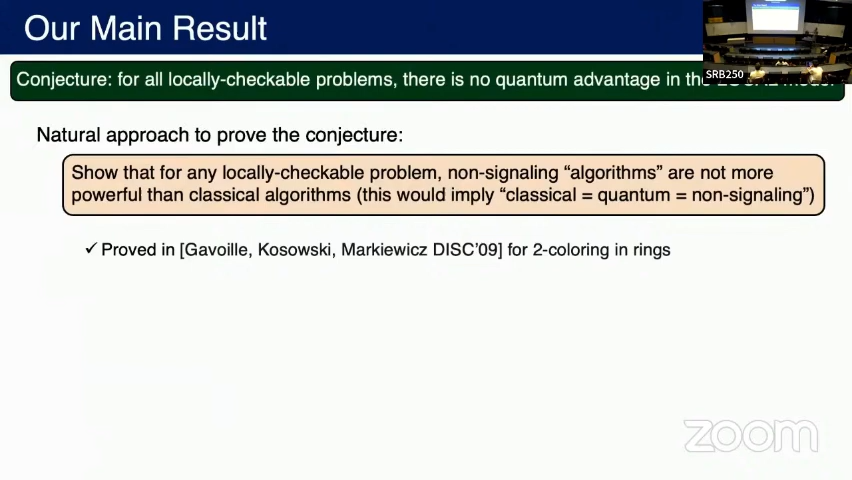 Our Main Result
SRB250
Conjecture: for all locally-checkable problems, there is no quantum advantage in the LOCAL model
Natural approach to prove the conjecture:
Show that for any locally-checkable problem, non-signaling “algorithms” are not more
powerful than classical algorithms (this would imply “classical = quantum = non-signaling”)
✓ Proved in [Gavoille, Kosowski, Markiewicz DISC’09] for 2-coloring in rings
zoom